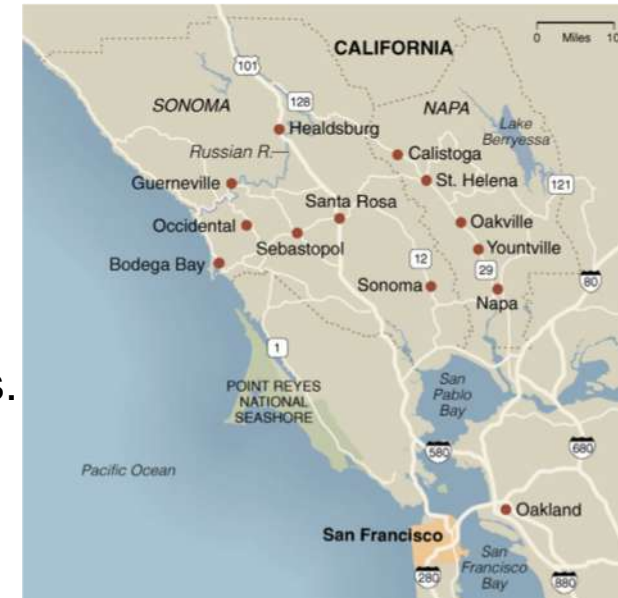 CALIFORNIA
0 Miles 10
101
SONOMA
128
NAPA
Healdsburg
Lake
Berryessa
Russian R.
Calistoga
Guerneville
St. Helena
121
Santa Rosa
Occidental
Oakville
Sebastopol
Yountville
Bodega Bay
12
29
Sonoma
80
Napa
1
s.
POINT REYES
NATIONAL
SEASHORE
San
Pablo
Bay
580
680
Pacific Ocean
Oakland
San Francisco
San
Francisco
Bay
280
880